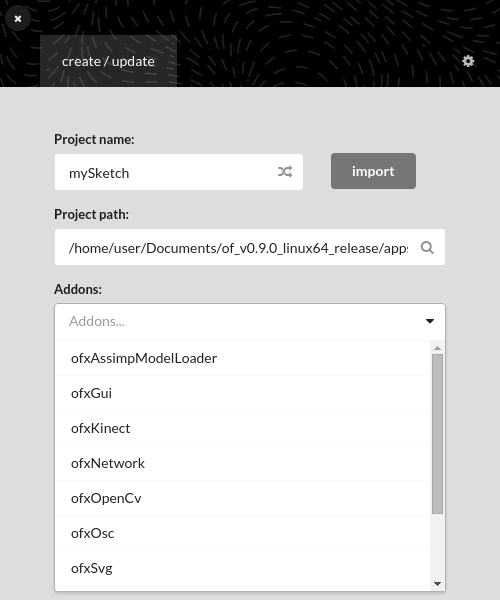 create / update
Project name:
mySketch
import
Project path:
/home/user/Documents/of_v0.9.0_linux64_release/apps
Addons:
Addons...
ofxAssimpModelLoader
ofxGui
ofxKinect
ofxNetwork
ofxOpenCv
ofxOsc
ofxSvg